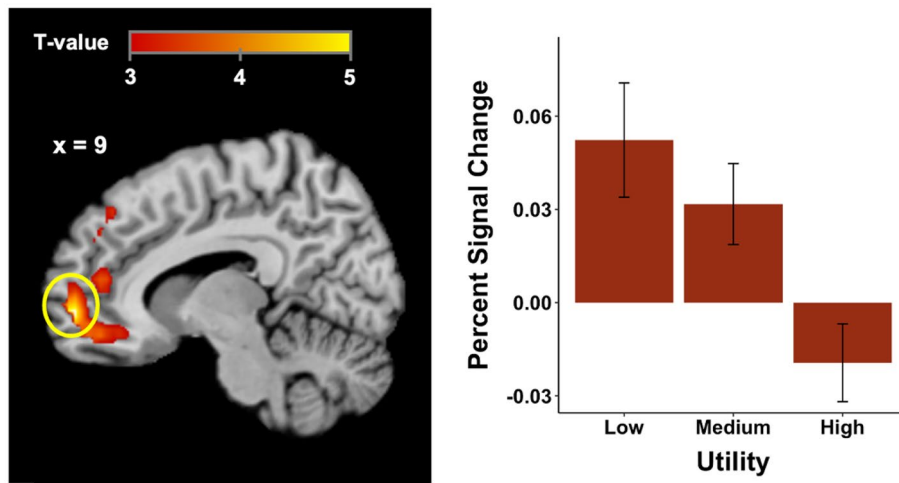 T-value
3 4 5
x = 9
Percent Signal Change
0.06
0.03
0.00
-0.03
Low Medium High
Utility